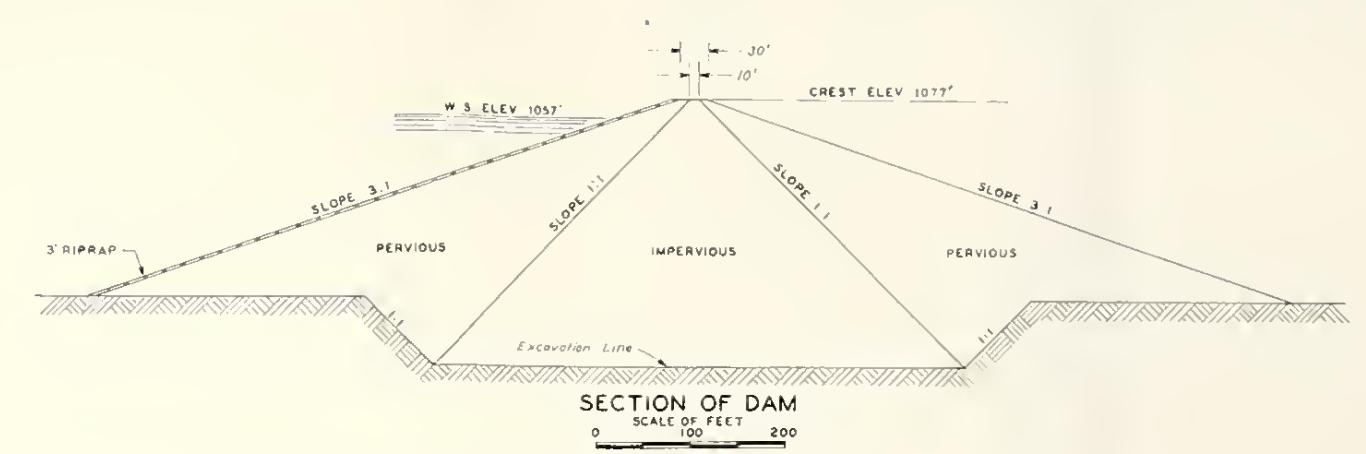 30'
10'
W S ELEV 1057'
CREST ELEV 1077'
SLOPE 3:1
SLOPE 1:1
SLOPE 1:1
SLOPE 3:1
3' RIPRAP
PERVIOUS
IMPERVIOUS
PERVIOUS
1:1
1:1
Excavation Line
SECTION OF DAM
SCALE OF FEET
0 100 200